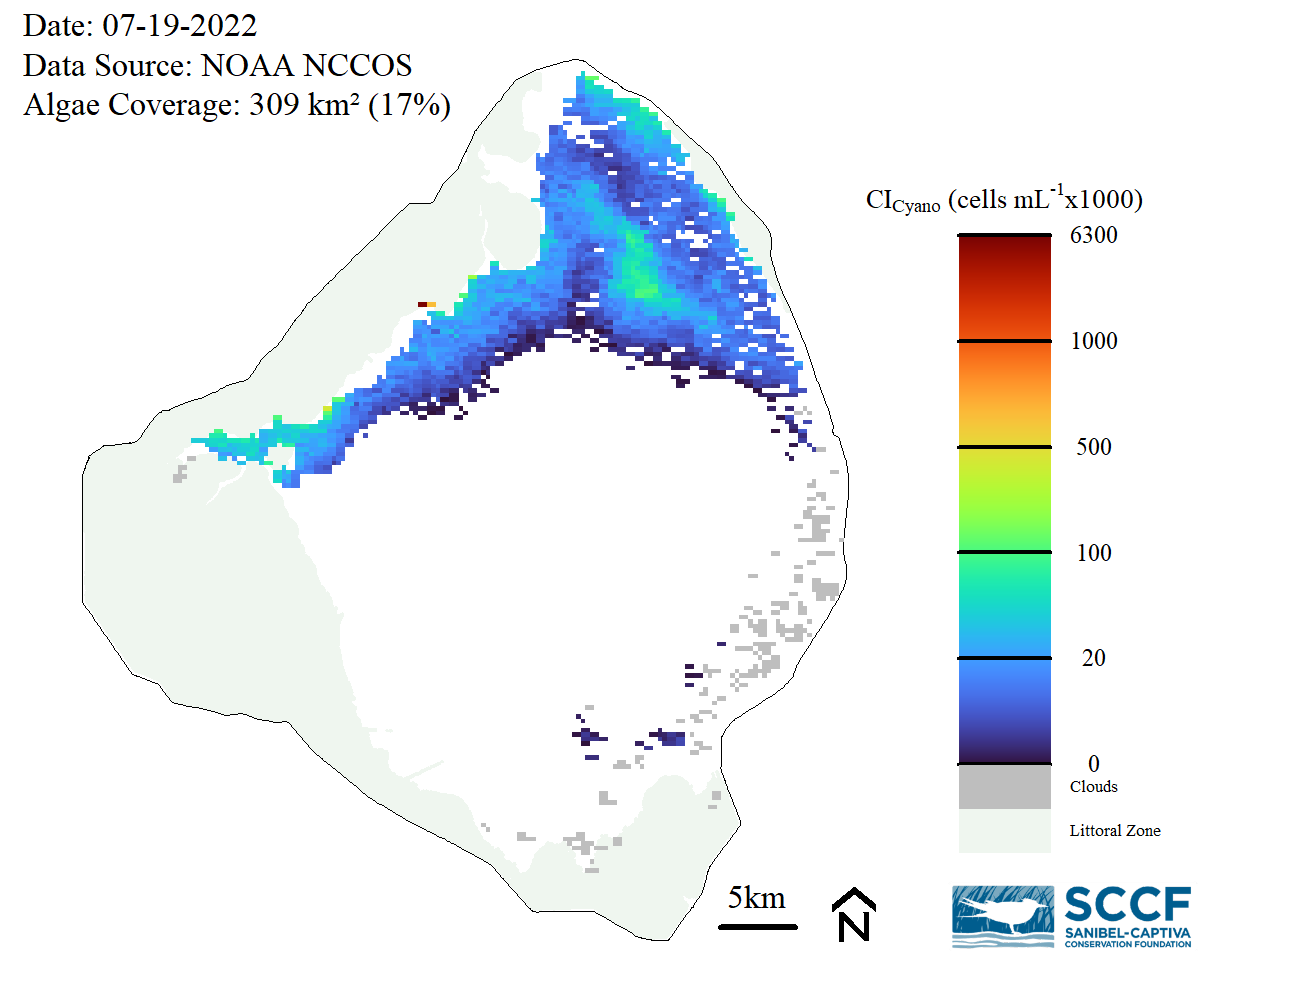 Date: 07-19-2022
Data Source: NOAA NCCOS
Algae Coverage: 309 km² (17%)
CICyano (cells mL-1x1000)
6300
1000
500
100
20
0
Clouds
Littoral Zone
5km
N
SCCF
SANIBEL-CAPTIVA
CONSERVATION FOUNDATION